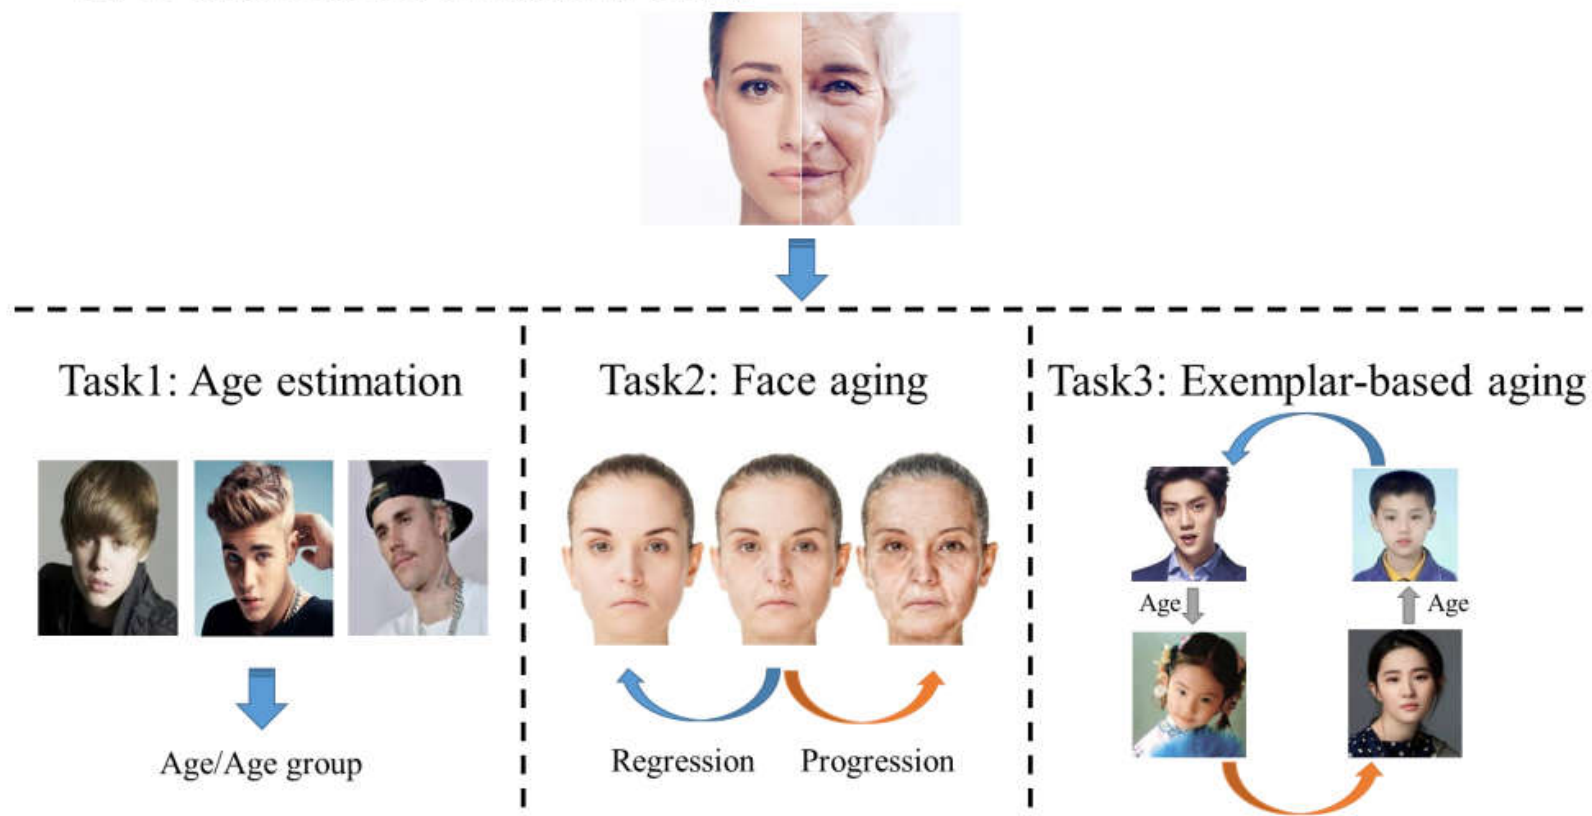 Task1: Age estimation
Task2: Face aging
Task3: Exemplar-based aging
Age
Age
Regression
Progression
Age/Age group